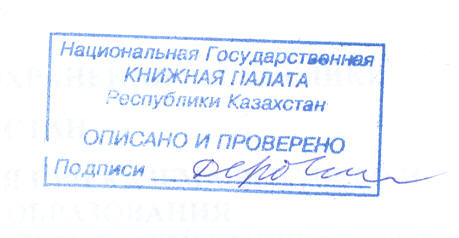 Национальная Государственная
КНИЖНАЯ ПАЛАТА
Республики Казахстан
ОПИСАНО И ПРОВЕРЕНО
Подписи